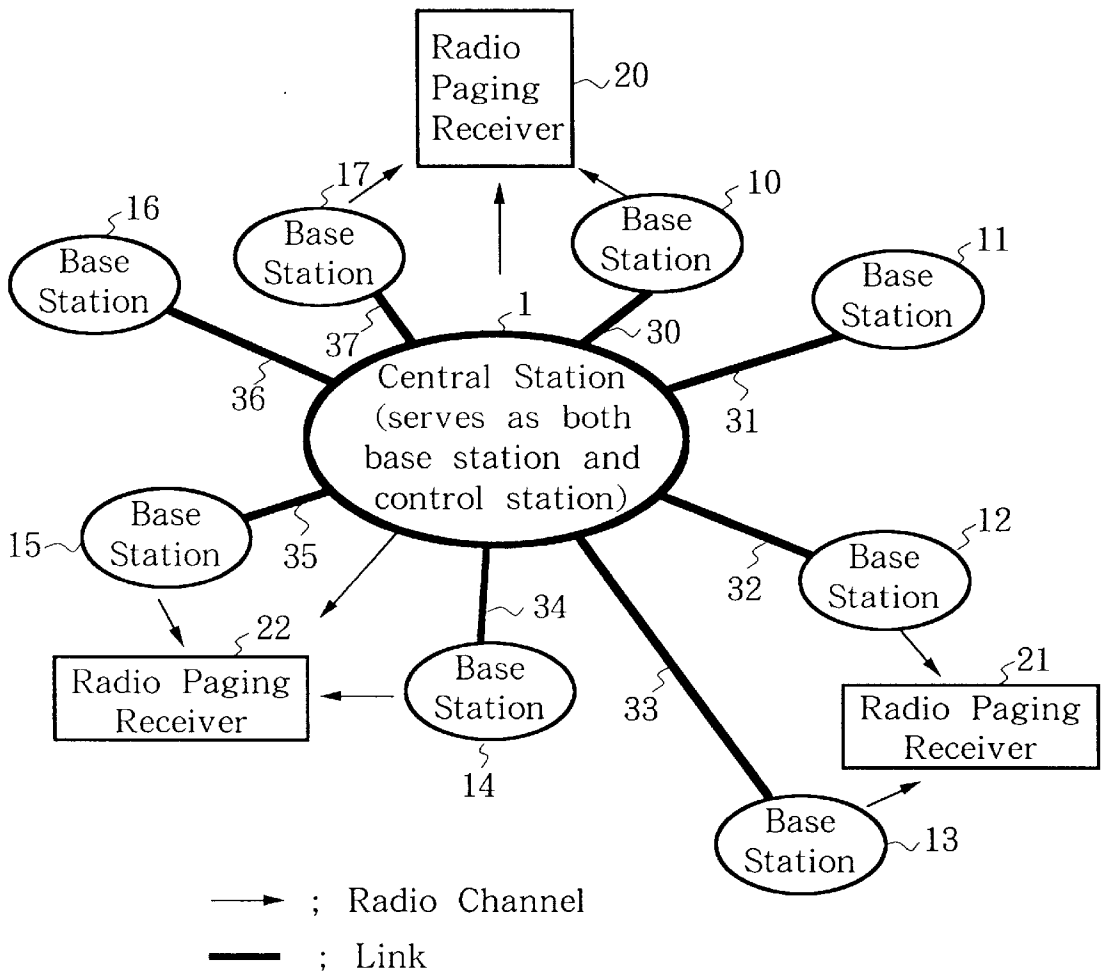 Radio
Paging
Receiver
20
17
10
16
11
Base
Station
Base
Station
Base
Station
Base
Station
1
37
30
36
31
Central Station
(serves as both
base station and
control station)
15
Base
Station
35
32
12
Base
Station
34
33
22
Radio Paging
Receiver
Base
Station
14
21
Radio Paging
Receiver
Base
Station
13
; Radio Channel
; Link